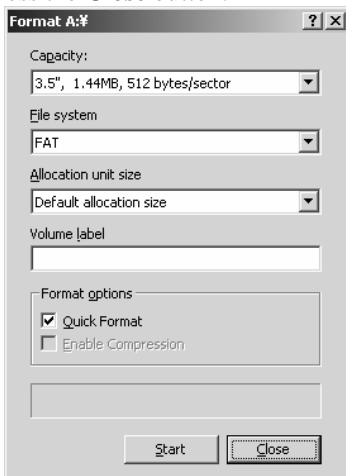 Format A:¥
? x
Capacity:
3.5", 1.44MB, 512 bytes/sector
File system
FAT
Allocation unit size
Default allocation size
Volume label
Format options
Quick Format
Enable Compression
Start Close